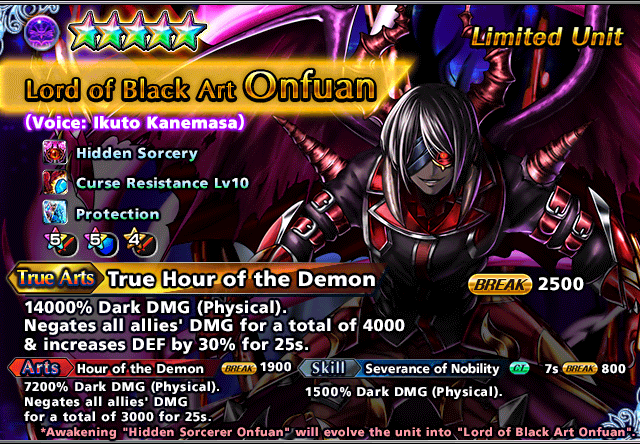 Limited Unit
Lord of Black Art Onfuan
(Voice: Ikuto Kanemasa)
Hidden Sorcery
Curse Resistance Lv10
Protection
5 5 4
True Arts True Hour of the Demon BREAK 2500
14000% Dark DMG (Physical).
Negates all allies' DMG for a total of 4000
& increases DEF by 30% for 25s.
Arts Hour of the Demon BREAK 1900
7200% Dark DMG (Physical).
Negates all allies' DMG
for a total of 3000 for 25s.
Skill Severance of Nobility CT 7s BREAK 800
1500% Dark DMG (Physical).
*Awakening "Hidden Sorcerer Onfuan" will evolve the unit into "Lord of Black Art Onfuan".